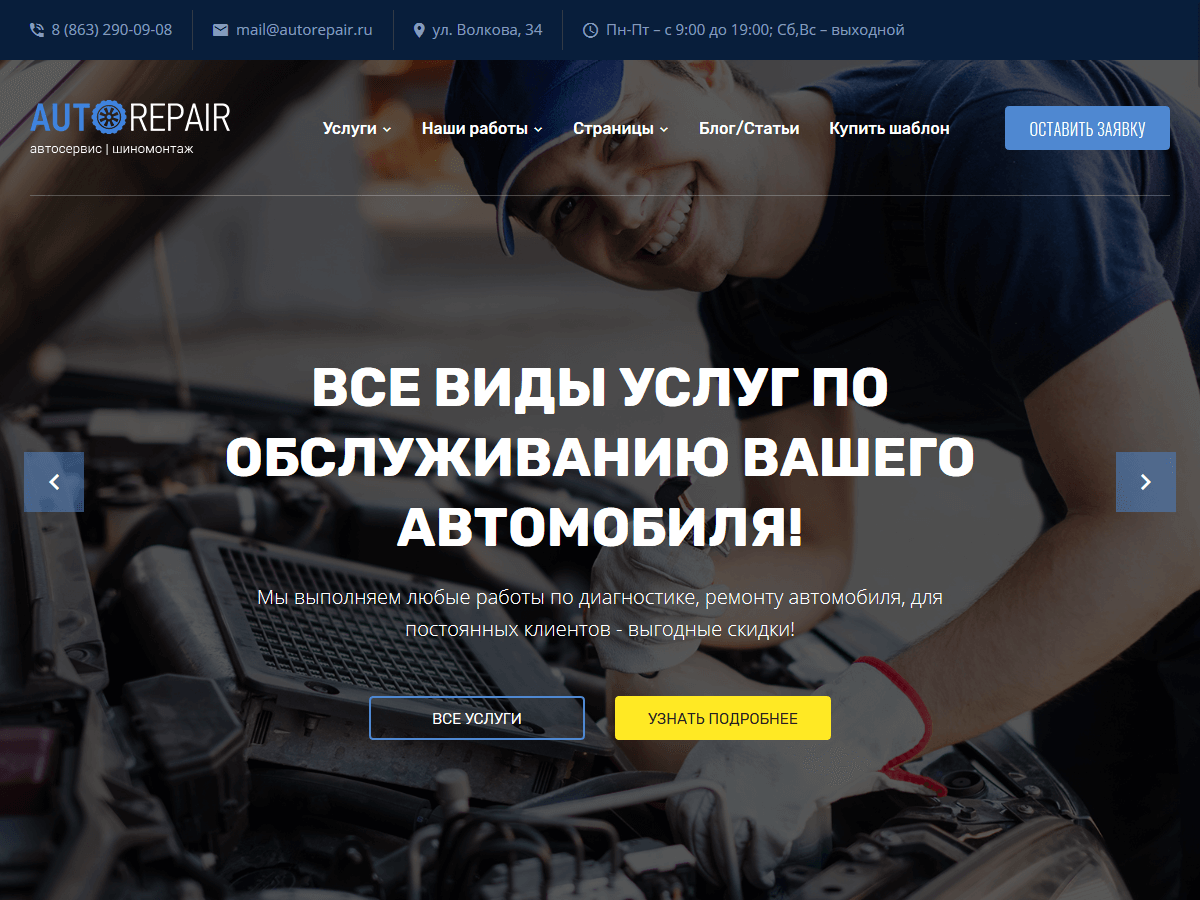 8 (863) 290-09-08
mail@autorepair.ru
ул. Волкова, 34
Пн-Пт – с 9:00 до 19:00; Сб,Вс – выходной
AUTOREPAIR
автосервис | шиномонтаж
Услуги
Наши работы
Страницы
Блог/Статьи
Купить шаблон
ОСТАВИТЬ ЗАЯВКУ
ВСЕ ВИДЫ УСЛУГ ПО
ОБСЛУЖИВАНИЮ ВАШЕГО
АВТОМОБИЛЯ!
Мы выполняем любые работы по диагностике, ремонту автомобиля, для
постоянных клиентов - выгодные скидки!
ВСЕ УСЛУГИ
УЗНАТЬ ПОДРОБНЕЕ